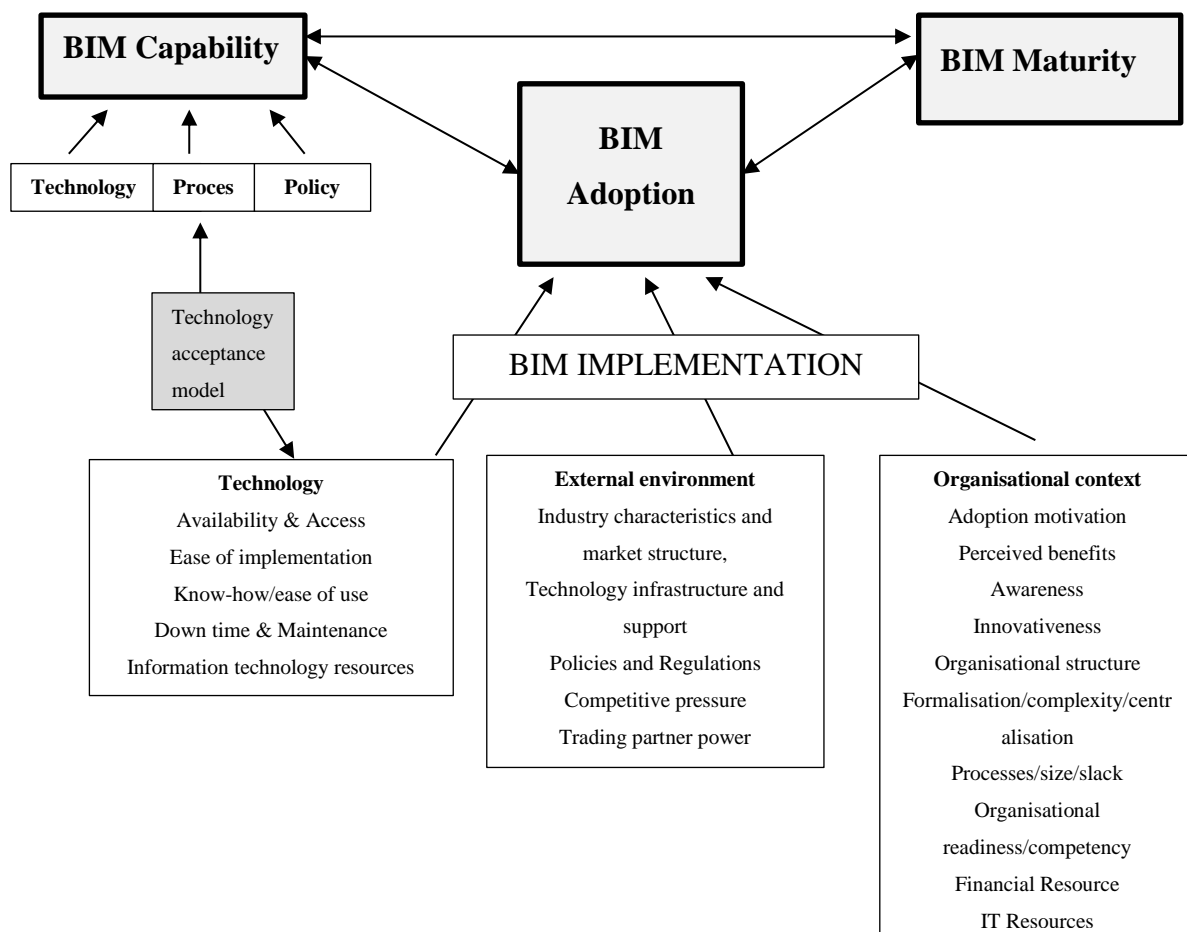 BIM Capability
BIM Maturity
BIM
Adoption
Technology
Proces
Policy
Technology
acceptance
model
BIM IMPLEMENTATION
Technology
Availability & Access
Ease of implementation
Know-how/ease of use
Down time & Maintenance
Information technology resources
External environment
Industry characteristics and
market structure,
Technology infrastructure and
support
Policies and Regulations
Competitive pressure
Trading partner power
Organisational context
Adoption motivation
Perceived benefits
Awareness
Innovativeness
Organisational structure
Formalisation/complexity/centr
alisation
Processes/size/slack
Organisational
readiness/competency
Financial Resource
IT Resources